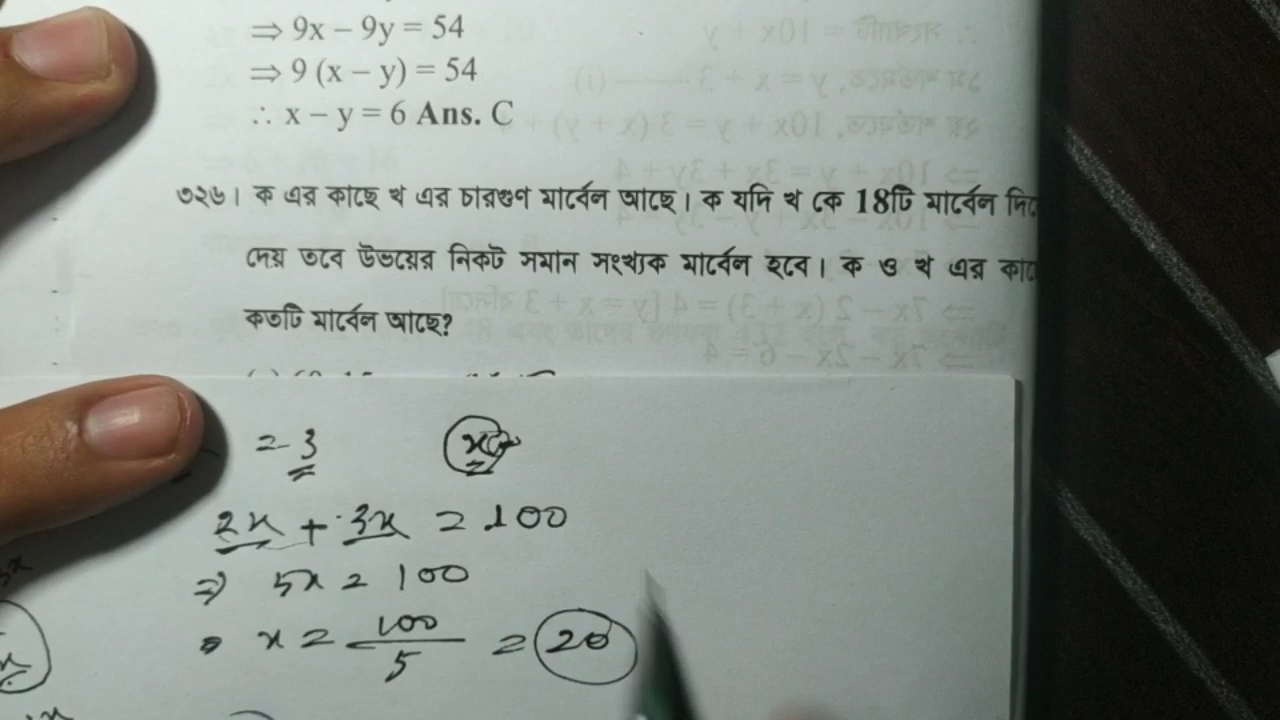 ⇒ 9x – 9y = 54
⇒ 9 (x – y) = 54
∴ x – y = 6 Ans. C
৩২৬। ক এর কাছে খ এর চারগুণ মার্বেল আছে। ক যদি খ কে 18টি মার্বেল
দেয় তবে উভয়ের নিকট সমান সংখ্যক মার্বেল হবে। ক ও খ এর
কতটি মার্বেল আছে?
= 3
2x + 3x = 100
⇒ 5x = 100
x = 100/5 = 20